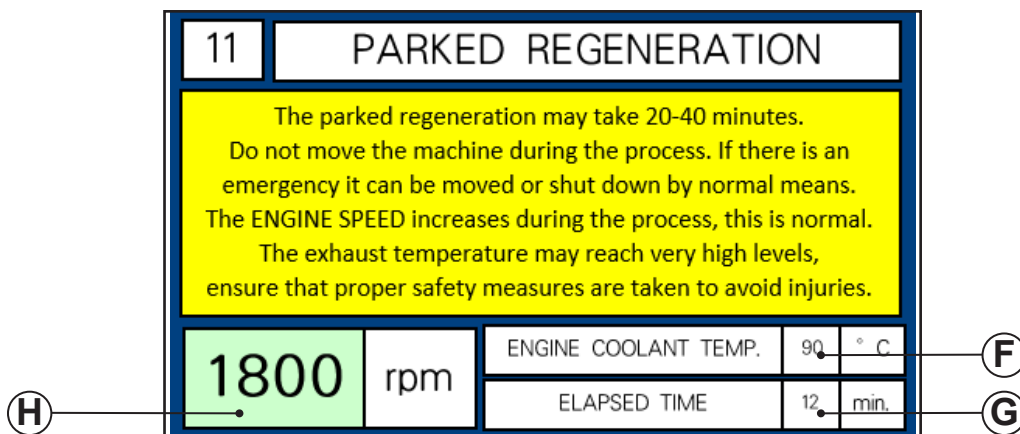 11 PARKED REGENERATION
The parked regeneration may take 20-40 minutes.
Do not move the machine during the process. If there is an
emergency it can be moved or shut down by normal means.
The ENGINE SPEED increases during the process, this is normal.
The exhaust temperature may reach very high levels,
ensure that proper safety measures are taken to avoid injuries.
1800 rpm
ENGINE COOLANT TEMP. 90 ° C
F
ELAPSED TIME 12 min.
G
H